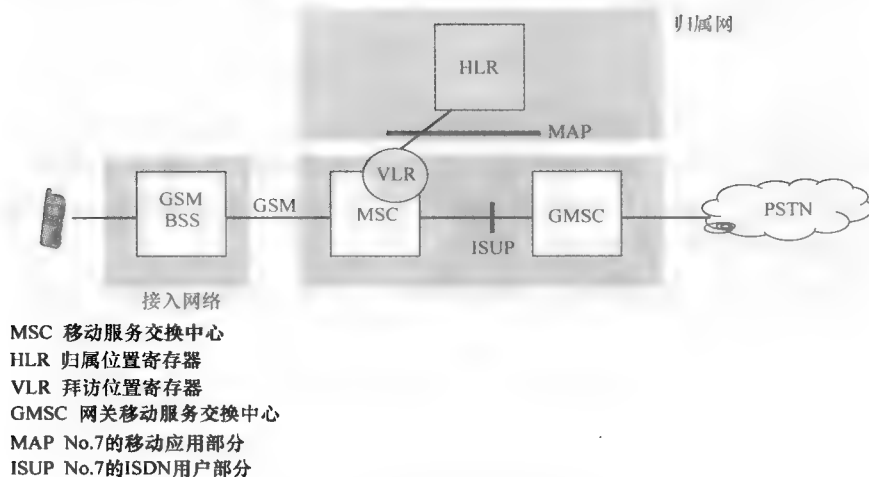 归属网
HLR
MAP
VLR
GSM
BSS
GSM
MSC
ISUP
GMSC
PSTN
接入网络
MSC 移动服务交换中心
HLR 归属位置寄存器
VLR 拜访位置寄存器
GMSC 网关移动服务交换中心
MAP No.7的移动应用部分
ISUP No.7的ISDN用户部分